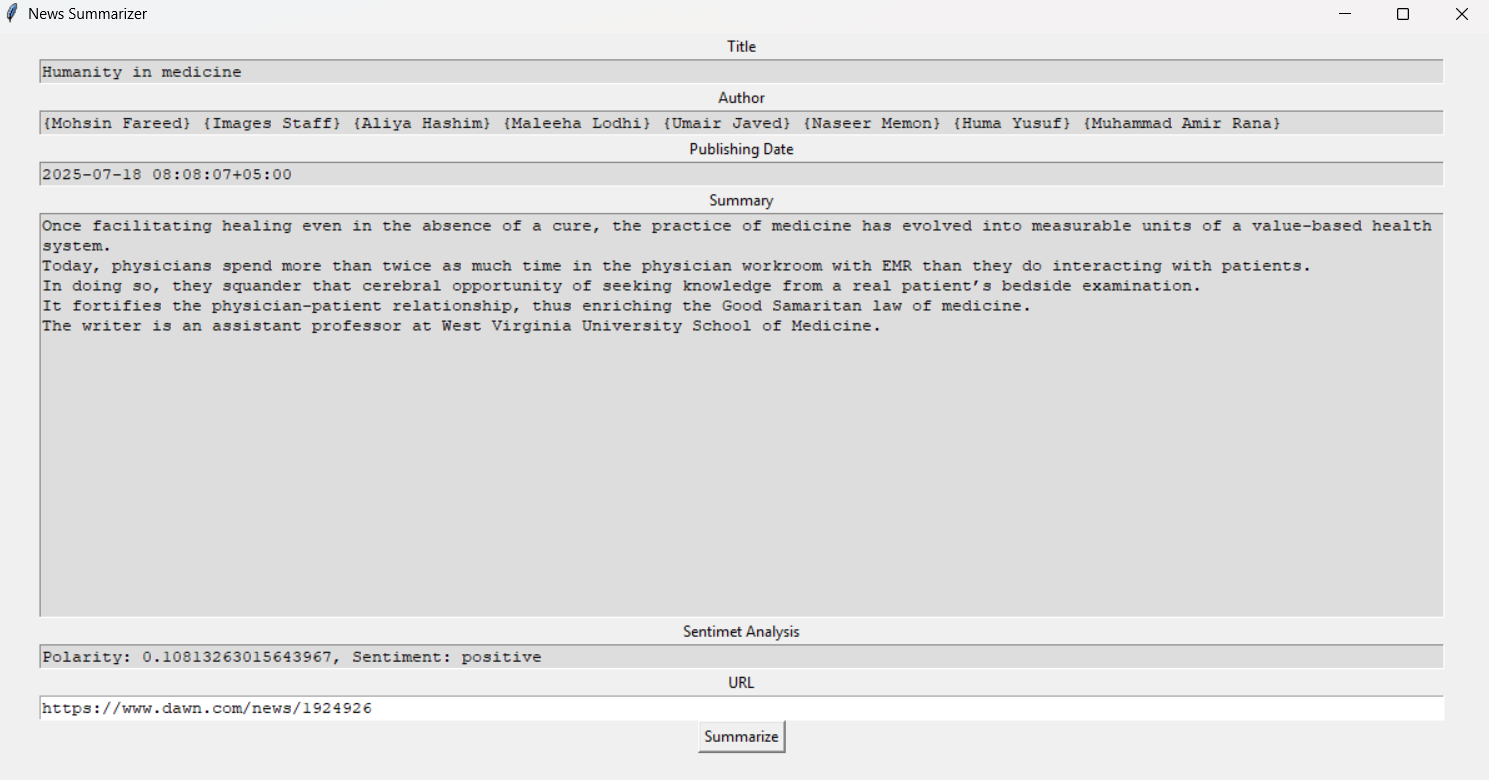 News Summarizer
Title
Humanity in medicine
Author
{Mohsin Fareed} {Images Staff} {Aliya Hashim} {Maleeha Lodhi} {Umair Javed} {Naseer Memon} {Huma Yusuf} {Muhammad Amir Rana}
Publishing Date
2025-07-18 08:08:07+05:00
Summary
Once facilitating healing even in the absence of a cure, the practice of medicine has evolved into measurable units of a value-based health
system.
Today, physicians spend more than twice as much time in the physician workroom with EMR than they do interacting with patients.
In doing so, they squander that cerebral opportunity of seeking knowledge from a real patient’s bedside examination.
It fortifies the physician-patient relationship, thus enriching the Good Samaritan law of medicine.
The writer is an assistant professor at West Virginia University School of Medicine.
Sentimet Analysis
Polarity: 0.10813263015643967, Sentiment: positive
URL
https://www.dawn.com/news/1924926
Summarize